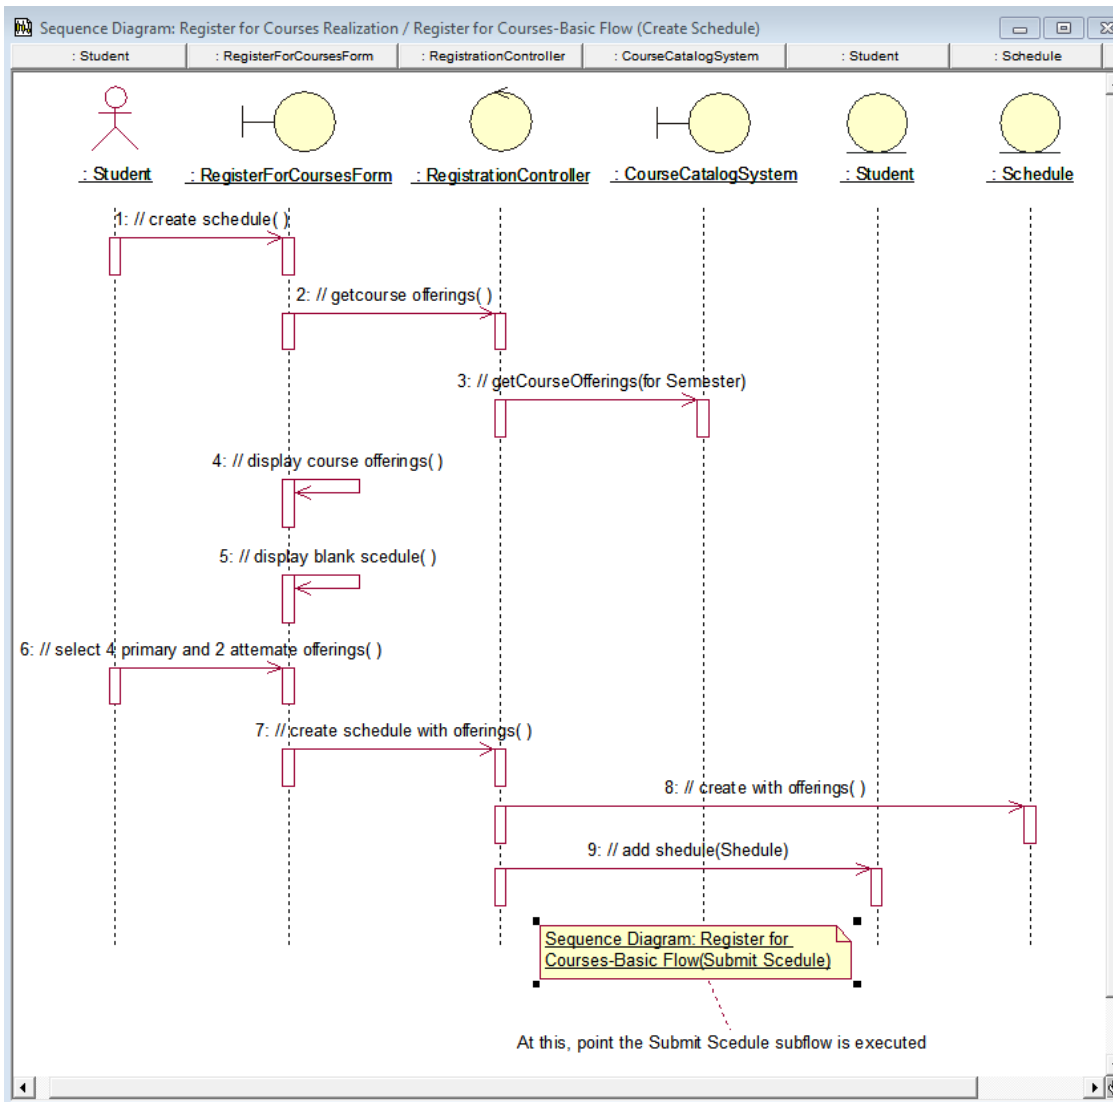 Sequence Diagram: Register for Courses Realization / Register for Courses-Basic Flow (Create Schedule)
: Student
: RegisterForCoursesForm
: RegistrationController
: CourseCatalogSystem
: Student
: Schedule
: Student
: RegisterForCoursesForm
: RegistrationController
: CourseCatalogSystem
: Student
: Schedule
1: // create schedule( )
2: // getcourse offerings( )
3: // getCourseOfferings(for Semester)
4: // display course offerings( )
5: // display blank scedule( )
6: // select 4 primary and 2 attemate offerings( )
7: // create schedule with offerings( )
8: // create with offerings( )
9: // add shedule(Shedule)
Sequence Diagram: Register for
Courses-Basic Flow(Submit Scedule)
At this, point the Submit Scedule subflow is executed